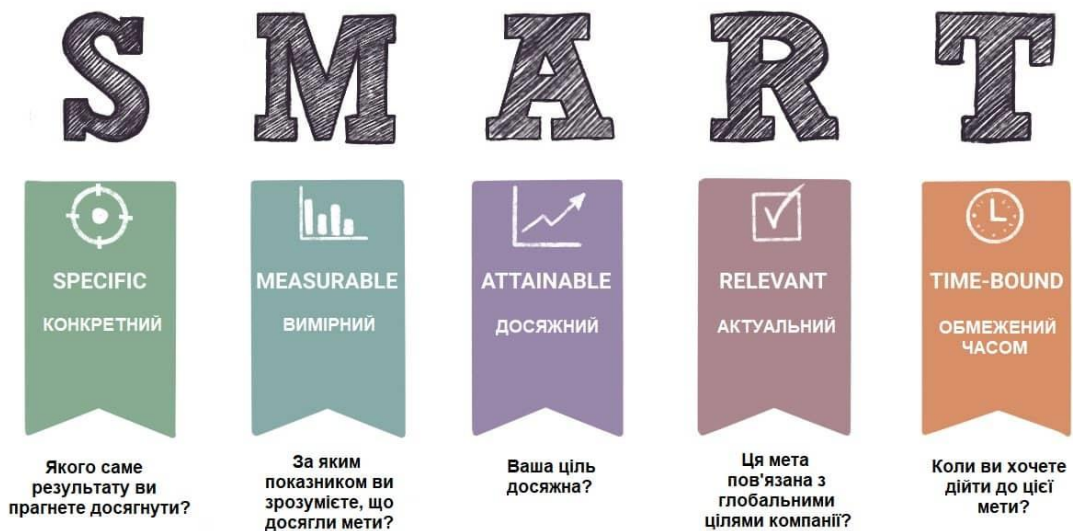 SMART
SPECIFIC
КОНКРЕТНИЙ
Якого саме
результату ви
прагнете досягнути?
MEASURABLE
ВИМІРНИЙ
За яким
показником ви
зрозумієте, що
досягли мети?
ATTAINABLE
ДОСЯЖНИЙ
Ваша ціль
досяжна?
RELEVANT
АКТУАЛЬНИЙ
Ця мета
пов'язана з
глобальними
цілями компанії?
TIME-BOUND
ОБМЕЖЕНИЙ
ЧАСОМ
Коли ви хочете
дійти до цієї
мети?